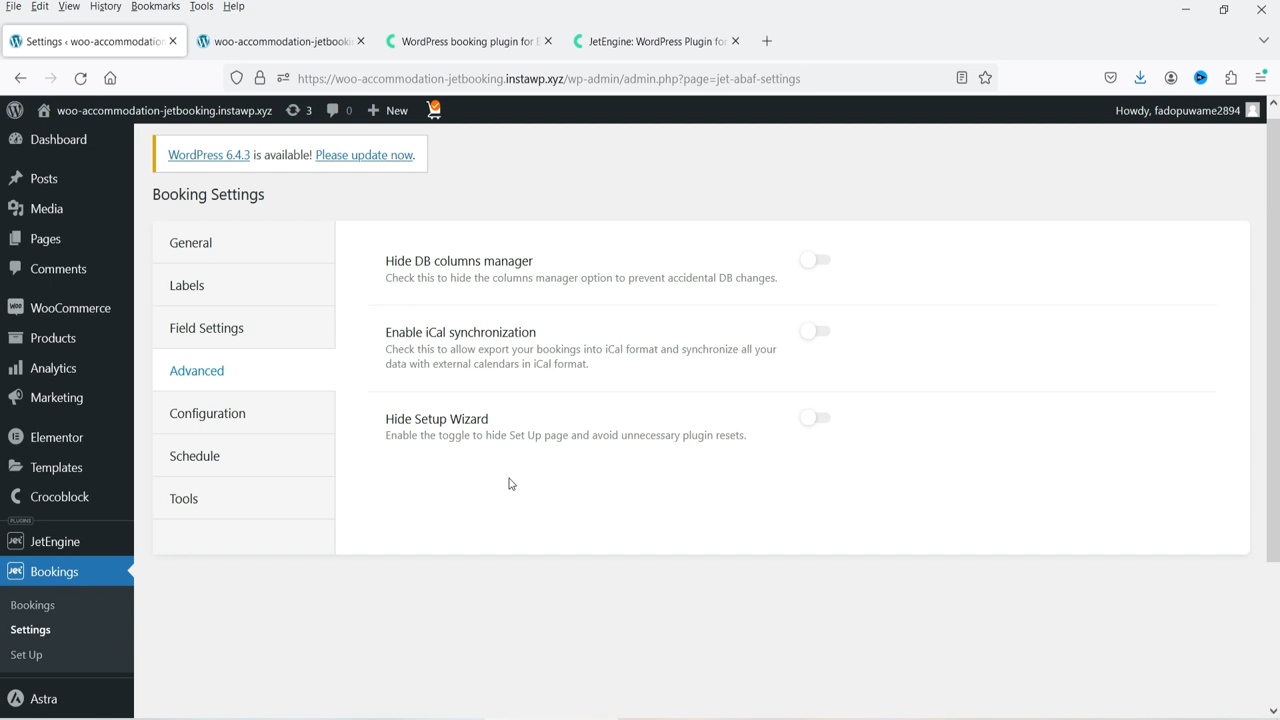 File Edit View History Bookmarks Tools Help
Settings ‹ woo-accommodation
woo-accommodation-jetbooki
WordPress booking plugin for E
JetEngine: WordPress Plugin for
https://woo-accommodation-jetbooking.instawp.xyz/wp-admin/admin.php?page=jet-abaf-settings
woo-accommodation-jetbooking.instawp.xyz 3 0 New
Howdy, fadopuwame2894
Dashboard
Posts
Media
Pages
Comments
WooCommerce
Products
Analytics
Marketing
Elementor
Templates
Crocoblock
PLUGINS
JetEngine
Bookings
Bookings
Settings
Set Up
Astra
WordPress 6.4.3 is available! Please update now.
Booking Settings
General
Labels
Field Settings
Advanced
Configuration
Schedule
Tools
Hide DB columns manager
Check this to hide the columns manager option to prevent accidental DB changes.
Enable iCal synchronization
Check this to allow export your bookings into iCal format and synchronize all your
data with external calendars in iCal format.
Hide Setup Wizard
Enable the toggle to hide Set Up page and avoid unnecessary plugin resets.